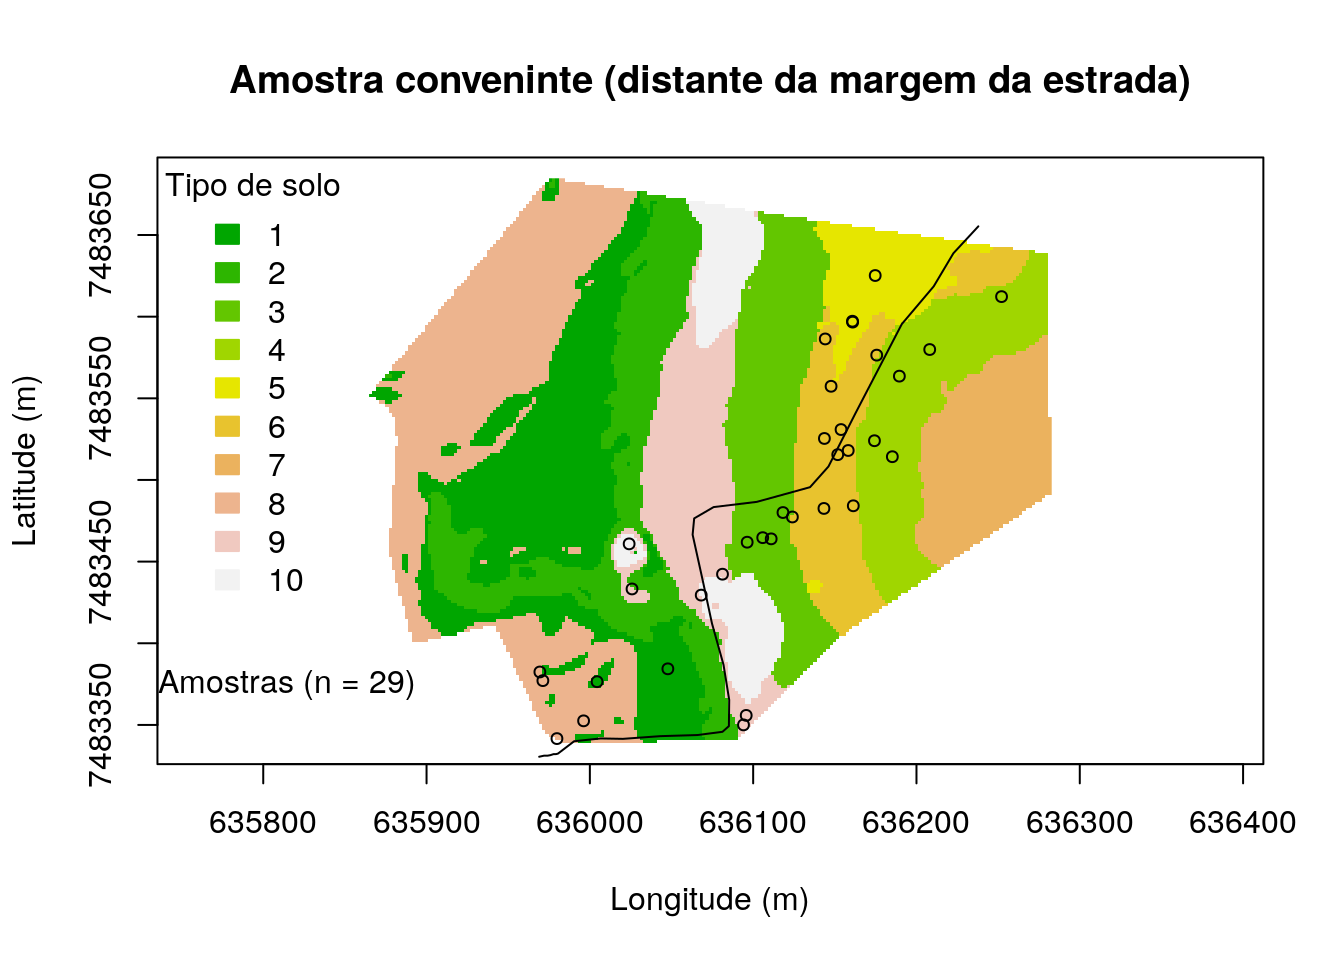 Amostra conveninte (distante da margem da estrada)
Tipo de solo
1
2
3
4
5
6
7
8
9
10
Amostras (n = 29)
Latitude (m)
7483650
7483550
7483450
7483350
635800 635900 636000 636100 636200 636300 636400
Longitude (m)